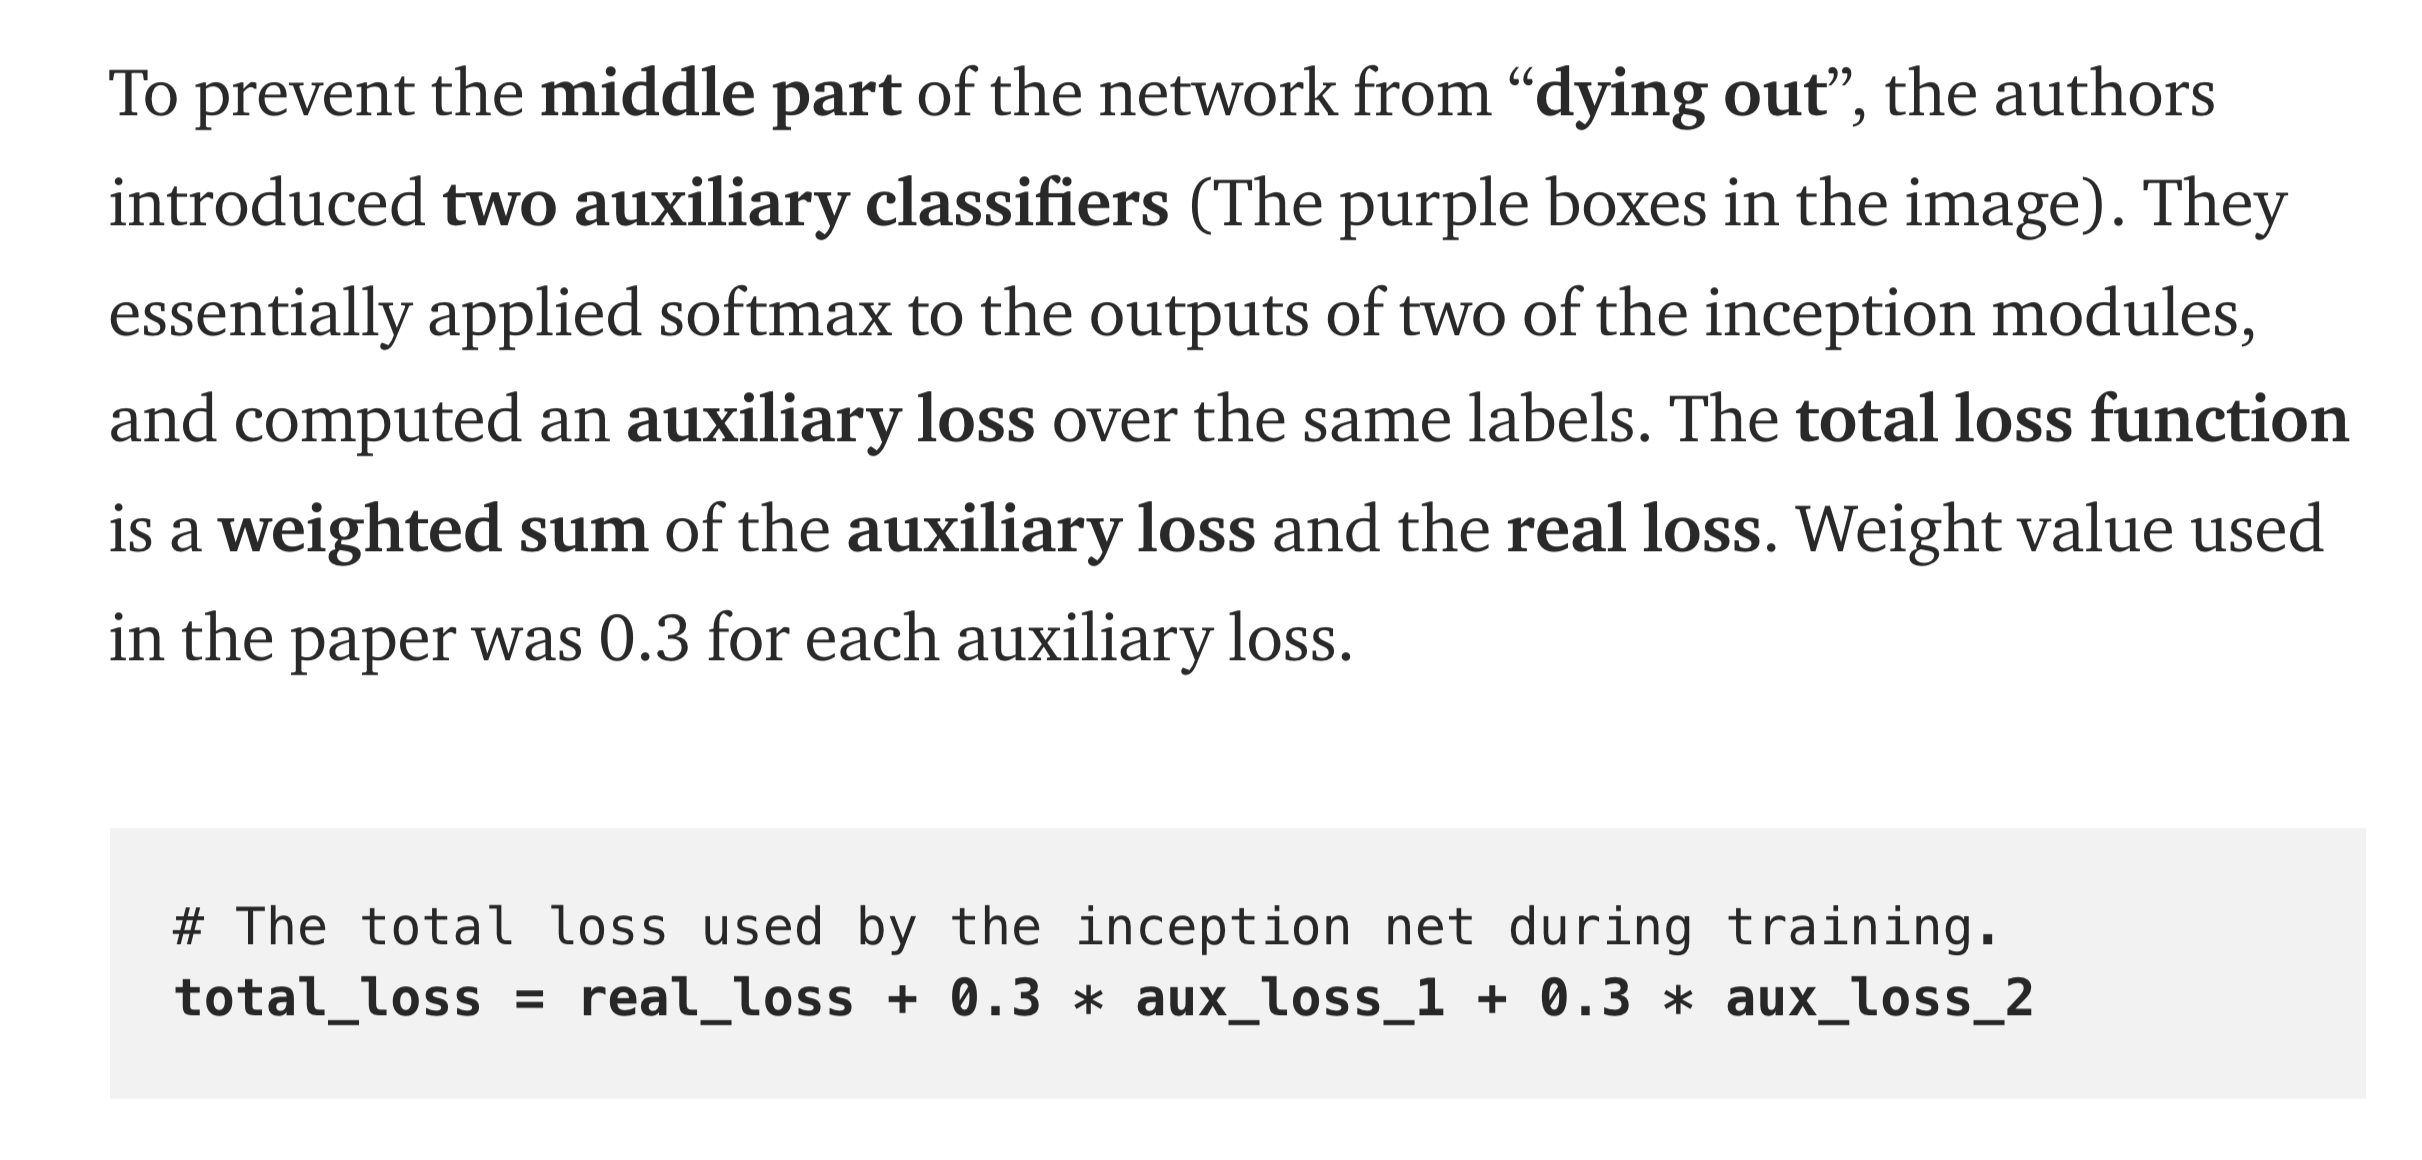 To prevent the middle part of the network from “dying out”, the authors
introduced two auxiliary classifiers (The purple boxes in the image). They
essentially applied softmax to the outputs of two of the inception modules,
and computed an auxiliary loss over the same labels. The total loss function
is a weighted sum of the auxiliary loss and the real loss. Weight value used
in the paper was 0.3 for each auxiliary loss.
# The total loss used by the inception net during training.
total_loss = real_loss + 0.3 * aux_loss_1 + 0.3 * aux_loss_2